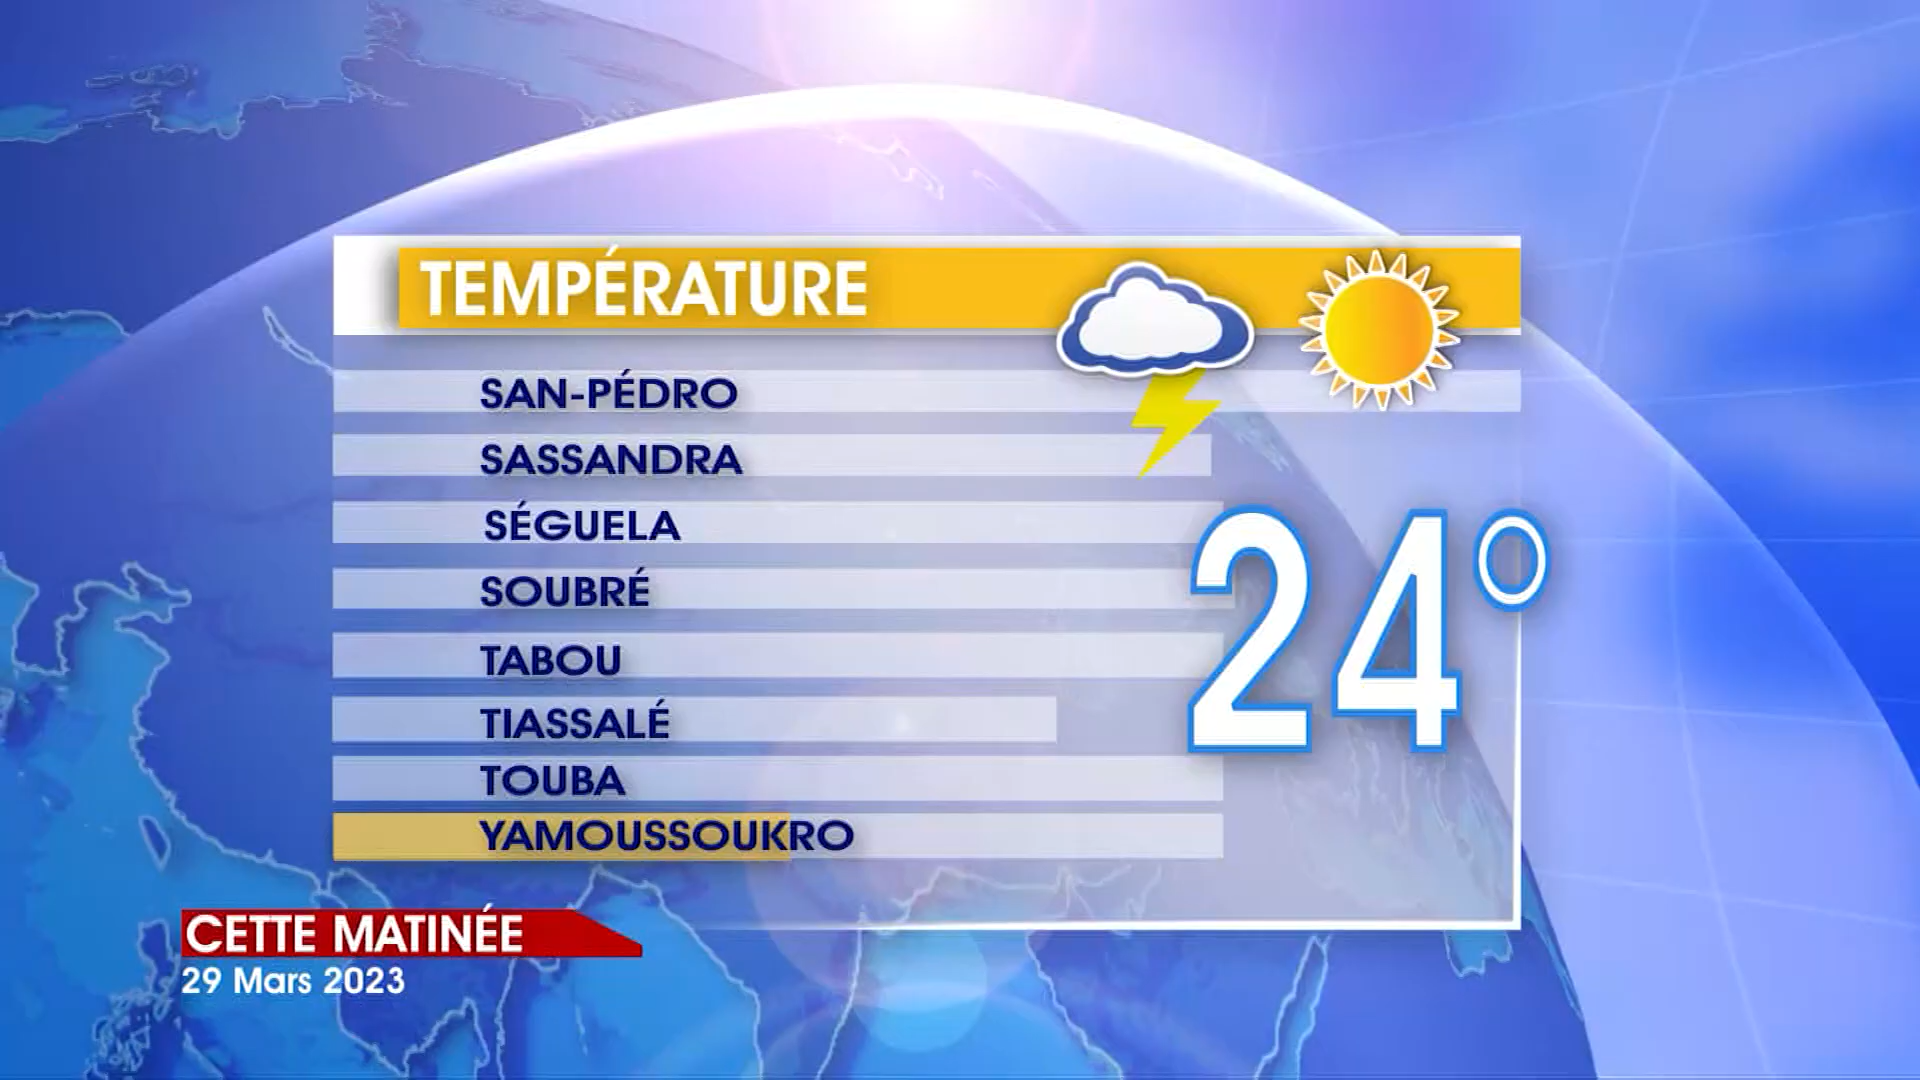 TEMPÉRATURE
SAN-PÉDRO
SASSANDRA
SÉGUELA
SOUBRÉ
TABOU
TIASSALÉ
TOUBA
YAMOUSSOUKRO
24°
CETTE MATINÉE
29 Mars 2023